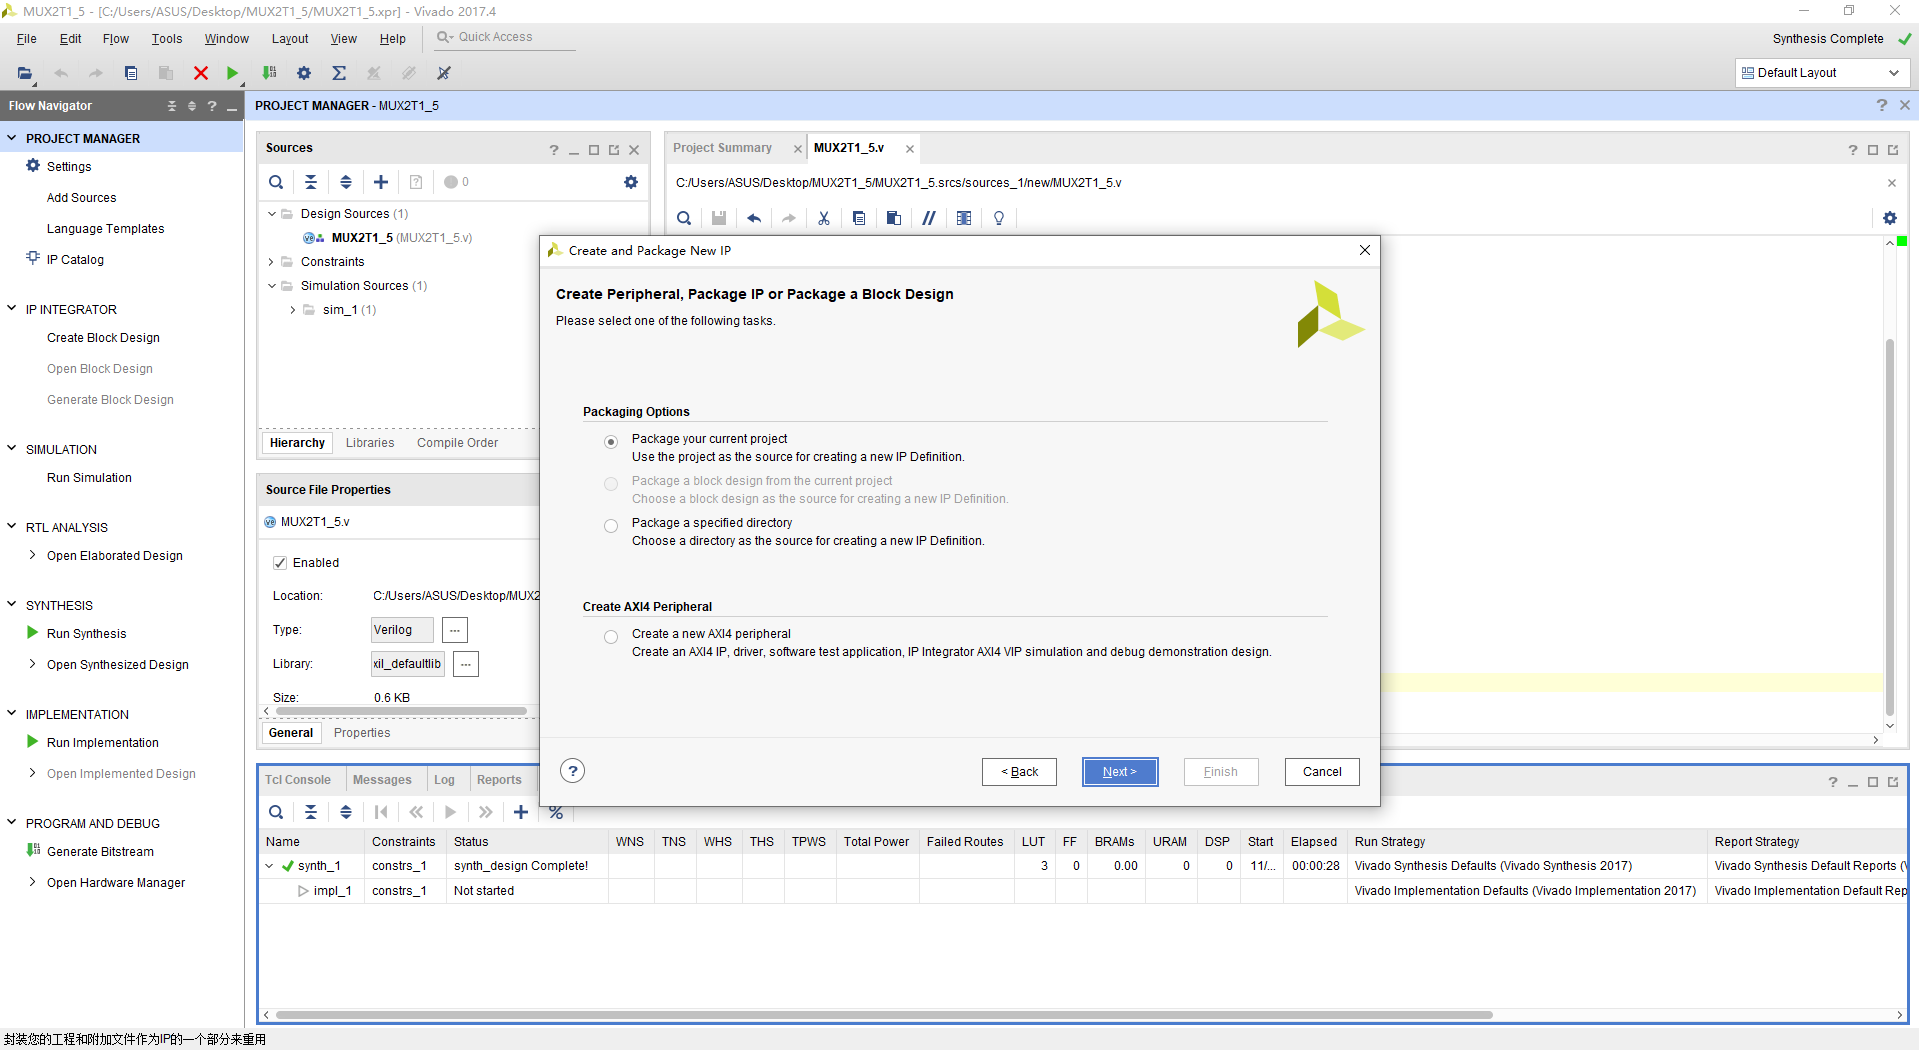 MUX2T1_5 - [C:/Users/ASUS/Desktop/MUX2T1_5/MUX2T1_5.xpr] - Vivado 2017.4
File Edit Flow Tools Window Layout View Help Quick Access
Synthesis Complete
Default Layout
Flow Navigator
PROJECT MANAGER
Settings
Add Sources
Language Templates
IP Catalog
IP INTEGRATOR
Create Block Design
Open Block Design
Generate Block Design
SIMULATION
Run Simulation
RTL ANALYSIS
Open Elaborated Design
SYNTHESIS
Run Synthesis
Open Synthesized Design
IMPLEMENTATION
Run Implementation
Open Implemented Design
PROGRAM AND DEBUG
Generate Bitstream
Open Hardware Manager
PROJECT MANAGER - MUX2T1_5
Sources
0
Design Sources (1)
MUX2T1_5 (MUX2T1_5.v)
Constraints
Simulation Sources (1)
sim_1 (1)
Hierarchy Libraries Compile Order
Source File Properties
MUX2T1_5.v
Enabled
Location: C:/Users/ASUS/Desktop/MUX2
Type: Verilog ...
Library: xil_defaultlib ...
Size: 0.6 KB
General Properties
Project Summary MUX2T1_5.v
C:/Users/ASUS/Desktop/MUX2T1_5/MUX2T1_5.srcs/sources_1/new/MUX2T1_5.v
Create and Package New IP
Create Peripheral, Package IP or Package a Block Design
Please select one of the following tasks.
Packaging Options
Package your current project
Use the project as the source for creating a new IP Definition.
Package a block design from the current project
Choose a block design as the source for creating a new IP Definition.
Package a specified directory
Choose a directory as the source for creating a new IP Definition.
Create AXI4 Peripheral
Create a new AXI4 peripheral
Create an AXI4 IP, driver, software test application, IP Integrator AXI4 VIP simulation and debug demonstration design.
? < Back Next > Finish Cancel
Tcl Console Messages Log Reports
Name Constraints Status WNS TNS WHS THS TPWS Total Power Failed Routes LUT FF BRAMs URAM DSP Start Elapsed Run Strategy Report Strategy
synth_1 constrs_1 synth_design Complete! 3 0 0.00 0 0 11/... 00:00:28 Vivado Synthesis Defaults (Vivado Synthesis 2017) Vivado Synthesis Default Reports (
impl_1 constrs_1 Not started Vivado Implementation Defaults (Vivado Implementation 2017) Vivado Implementation Default Rep
封装您的工程和附加文件作为IP的一个部分来重用